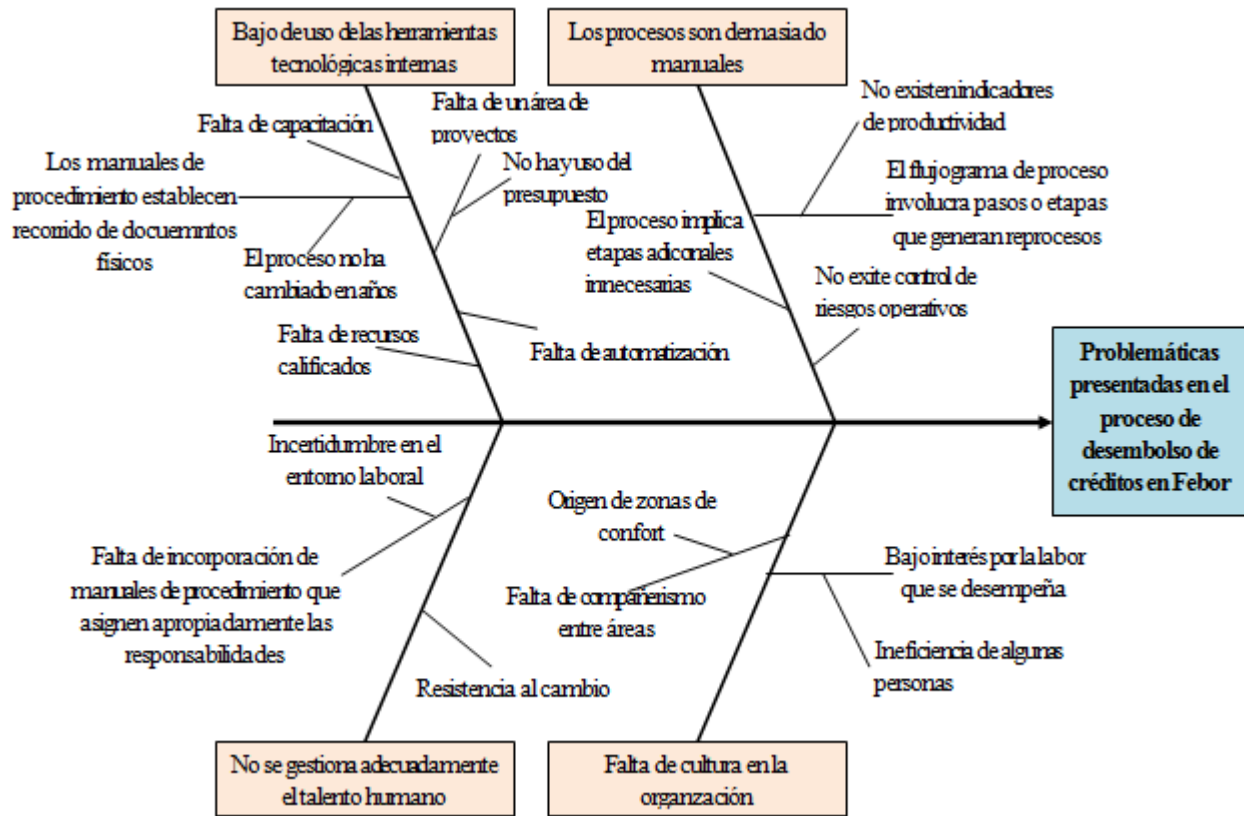 Bajo de uso de las herramientas
tecnológicas internas
Los procesos son demasiado
manuales
Falta de capacitación
Falta de un área de
proyectos
No existen indicadores
de productividad
Los manuales de
procedimiento establecen
recorrido de docuemntos
físicos
No hay uso del
presupuesto
El flujograma de proceso
involucra pasos o etapas
que generan reprocesos
El proceso implica
etapas adiconales
innecesarias
El proceso no ha
cambiado en años
No exite control de
riesgos operativos
Falta de recursos
calificados
Falta de automatización
Problemáticas
presentadas en el
proceso de
desembolso de
créditos en Febor
Incertidumbre en el
entorno laboral
Origen de zonas de
confort
Falta de incorporación de
manuales de procedimiento que
asignen apropiadamente las
responsabilidades
Bajo interés por la labor
que se desempeña
Falta de compañerismo
entre áreas
Ineficiencia de algunas
personas
Resistencia al cambio
No se gestiona adecuadamente
el talento humano
Falta de cultura en la
organzación